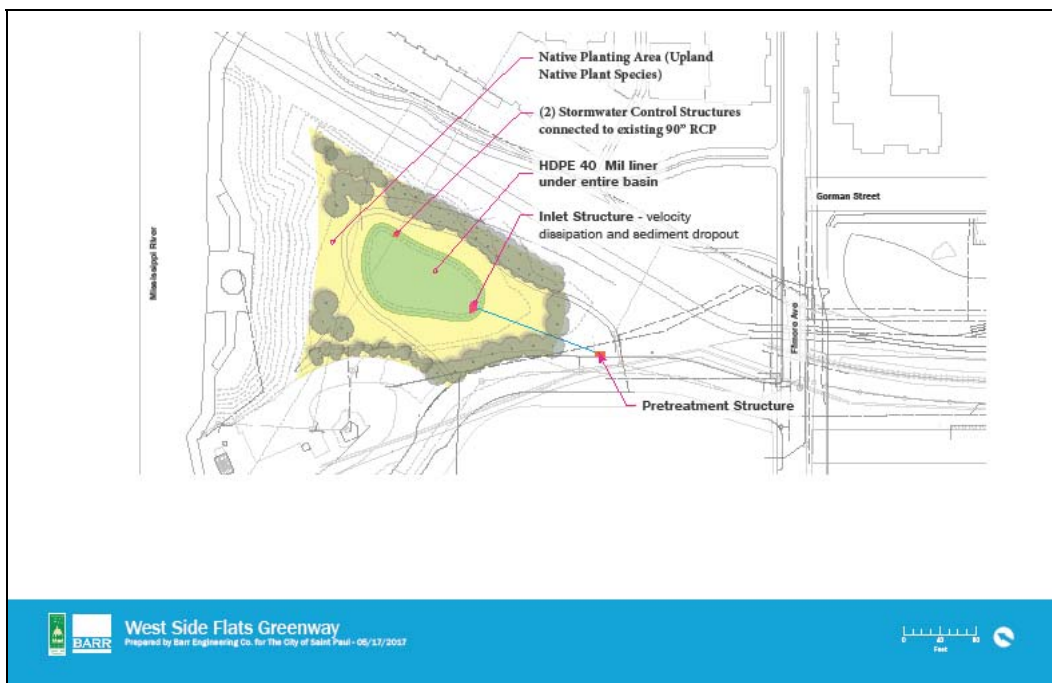 Native Planting Area (Upland
Native Plant Species)
(2) Stormwater Control Structures
connected to existing 90" RCP
HDPE 40 Mil liner
under entire basin
Inlet Structure - velocity
dissipation and sediment dropout
Gorman Street
Mississippi River
Fillmore Ave
Pretreatment Structure
BARR
West Side Flats Greenway
Prepared by Barr Engineering Co. for The City of Saint Paul - 05/17/2017
0 40 80
Feet